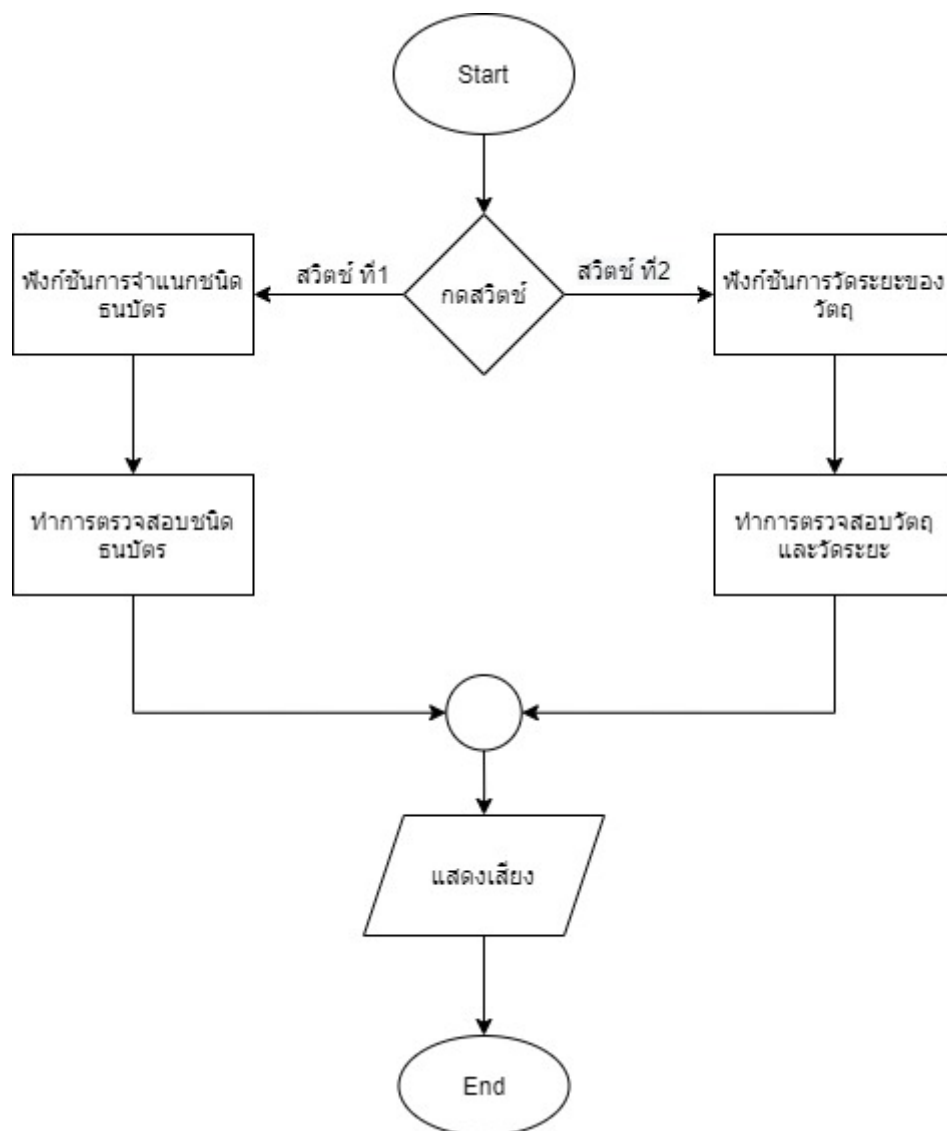 Start
สวิตช์ ที่1
กดสวิตช์
สวิตช์ ที่2
ฟังก์ชันการจำแนกชนิด
ธนบัตร
ฟังก์ชันการวัดระยะของ
วัตถุ
ทำการตรวจสอบชนิด
ธนบัตร
ทำการตรวจสอบวัตถุ
และวัดระยะ
แสดงเสียง
End